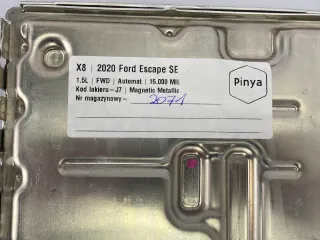 X8 | 2020 Ford Escape SE
1.5L | FWD | Automat | 15.000 Mil
Kod lakieru - J7 | Magnetic Metallic
Nr magazynowy - 2071
Pinya